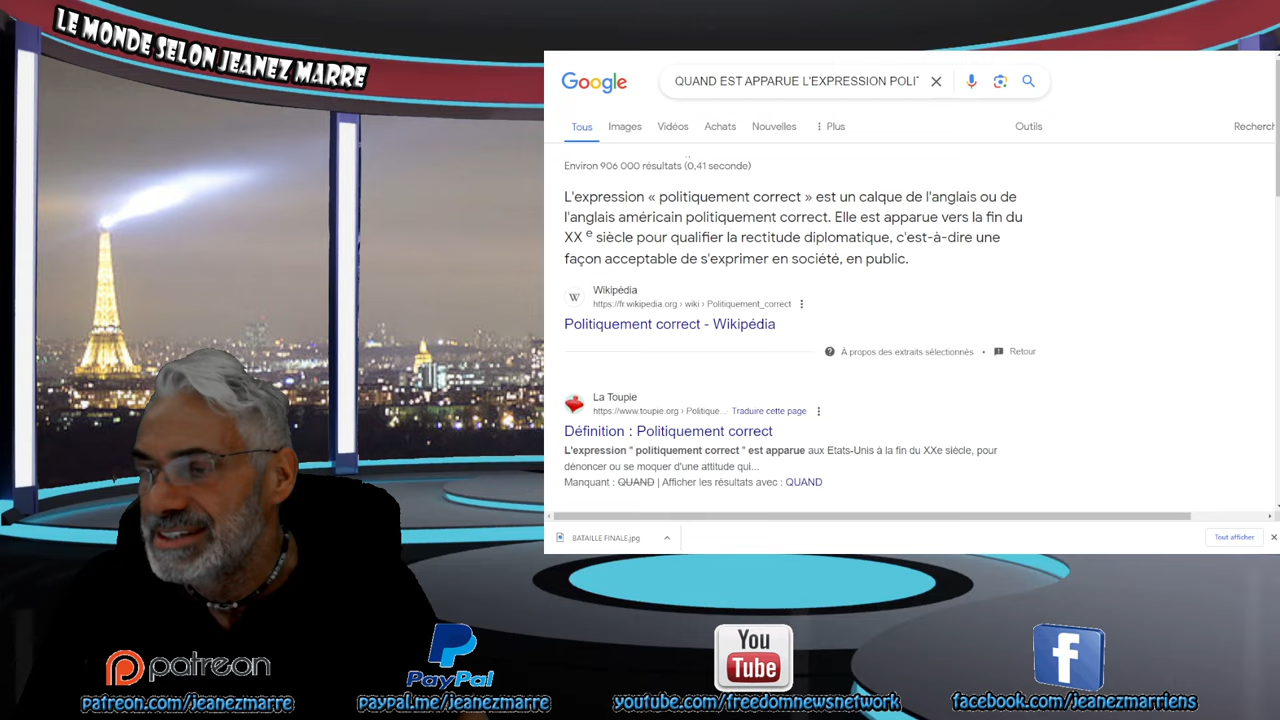 LE MONDE SELON JEANEZ MARRE
Google
QUAND EST APPARUE L'EXPRESSION POLIT
Tous
Images
Vidéos
Achats
Nouvelles
Plus
Outils
Recherch
Environ 906 000 résultats (0,41 seconde)
L'expression « politiquement correct » est un calque de l'anglais ou de
l'anglais américain politiquement correct. Elle est apparue vers la fin du
XX e siècle pour qualifier la rectitude diplomatique, c'est-à-dire une
façon acceptable de s'exprimer en société, en public.
W
Wikipédia
https://fr.wikipedia.org › wiki › Politiquement_correct
Politiquement correct - Wikipédia
À propos des extraits sélectionnés • Retour
La Toupie
https://www.toupie.org › Politique... Traduire cette page
Définition : Politiquement correct
L'expression " politiquement correct " est apparue aux Etats-Unis à la fin du XXe siècle, pour
dénoncer ou se moquer d'une attitude qui...
Manquant : QUAND | Afficher les résultats avec : QUAND
BATAILLE FINALE.jpg
Tout afficher
patreon
patreon.com/jeanezmarre
PayPal
paypal.me/jeanezmarre
You
Tube
youtube.com/freedomnewsnetwork
f
facebook.com/jeanezmarriens